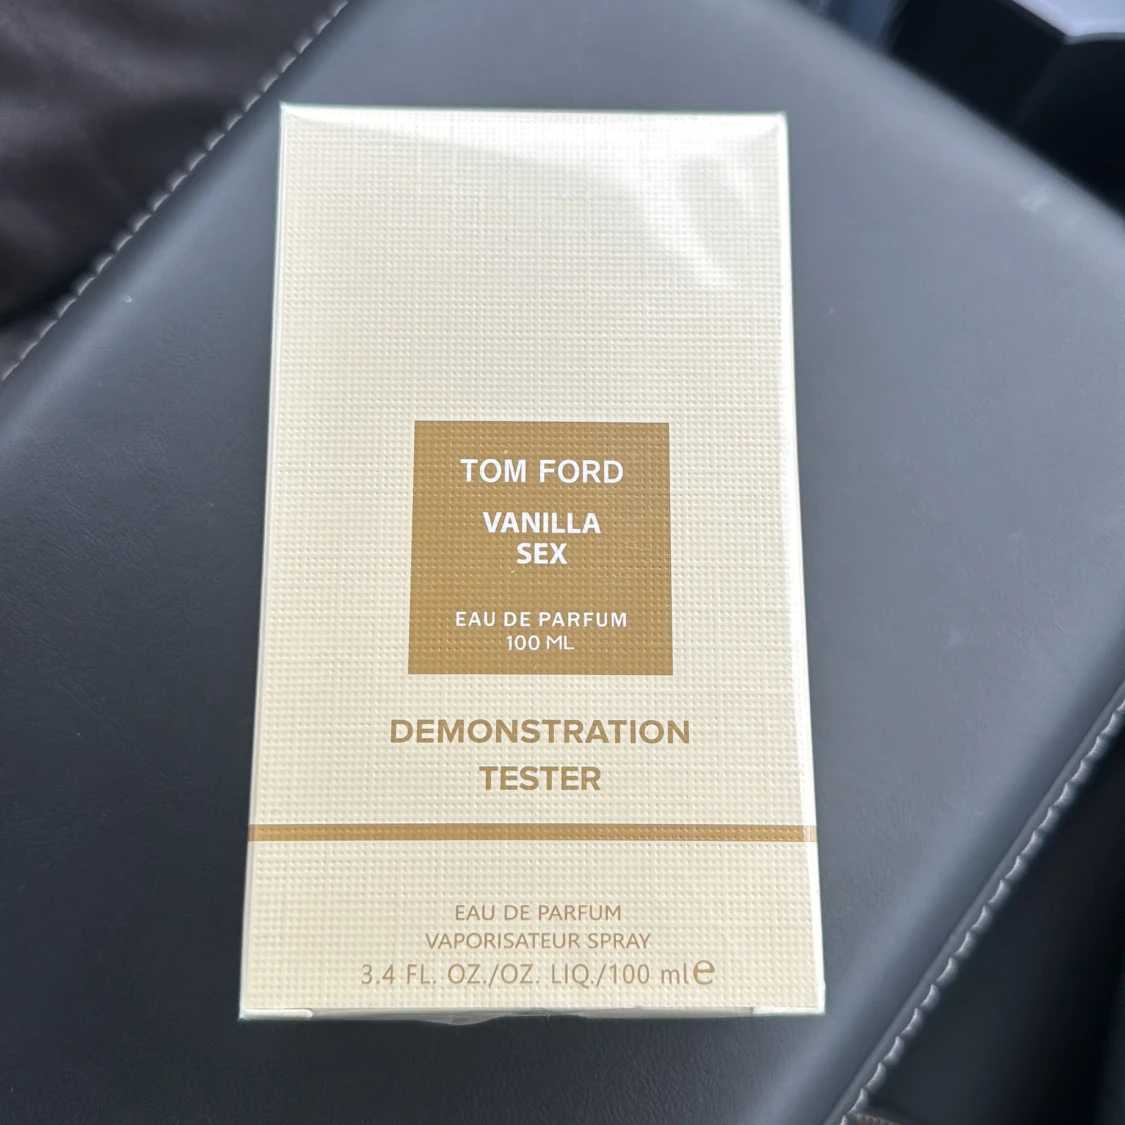 TOM FORD
VANILLA
SEX
EAU DE PARFUM
100 ML
DEMONSTRATION
TESTER
EAU DE PARFUM
VAPORISATEUR SPRAY
3.4 FL. OZ./OZ. LIQ./100 ml℮